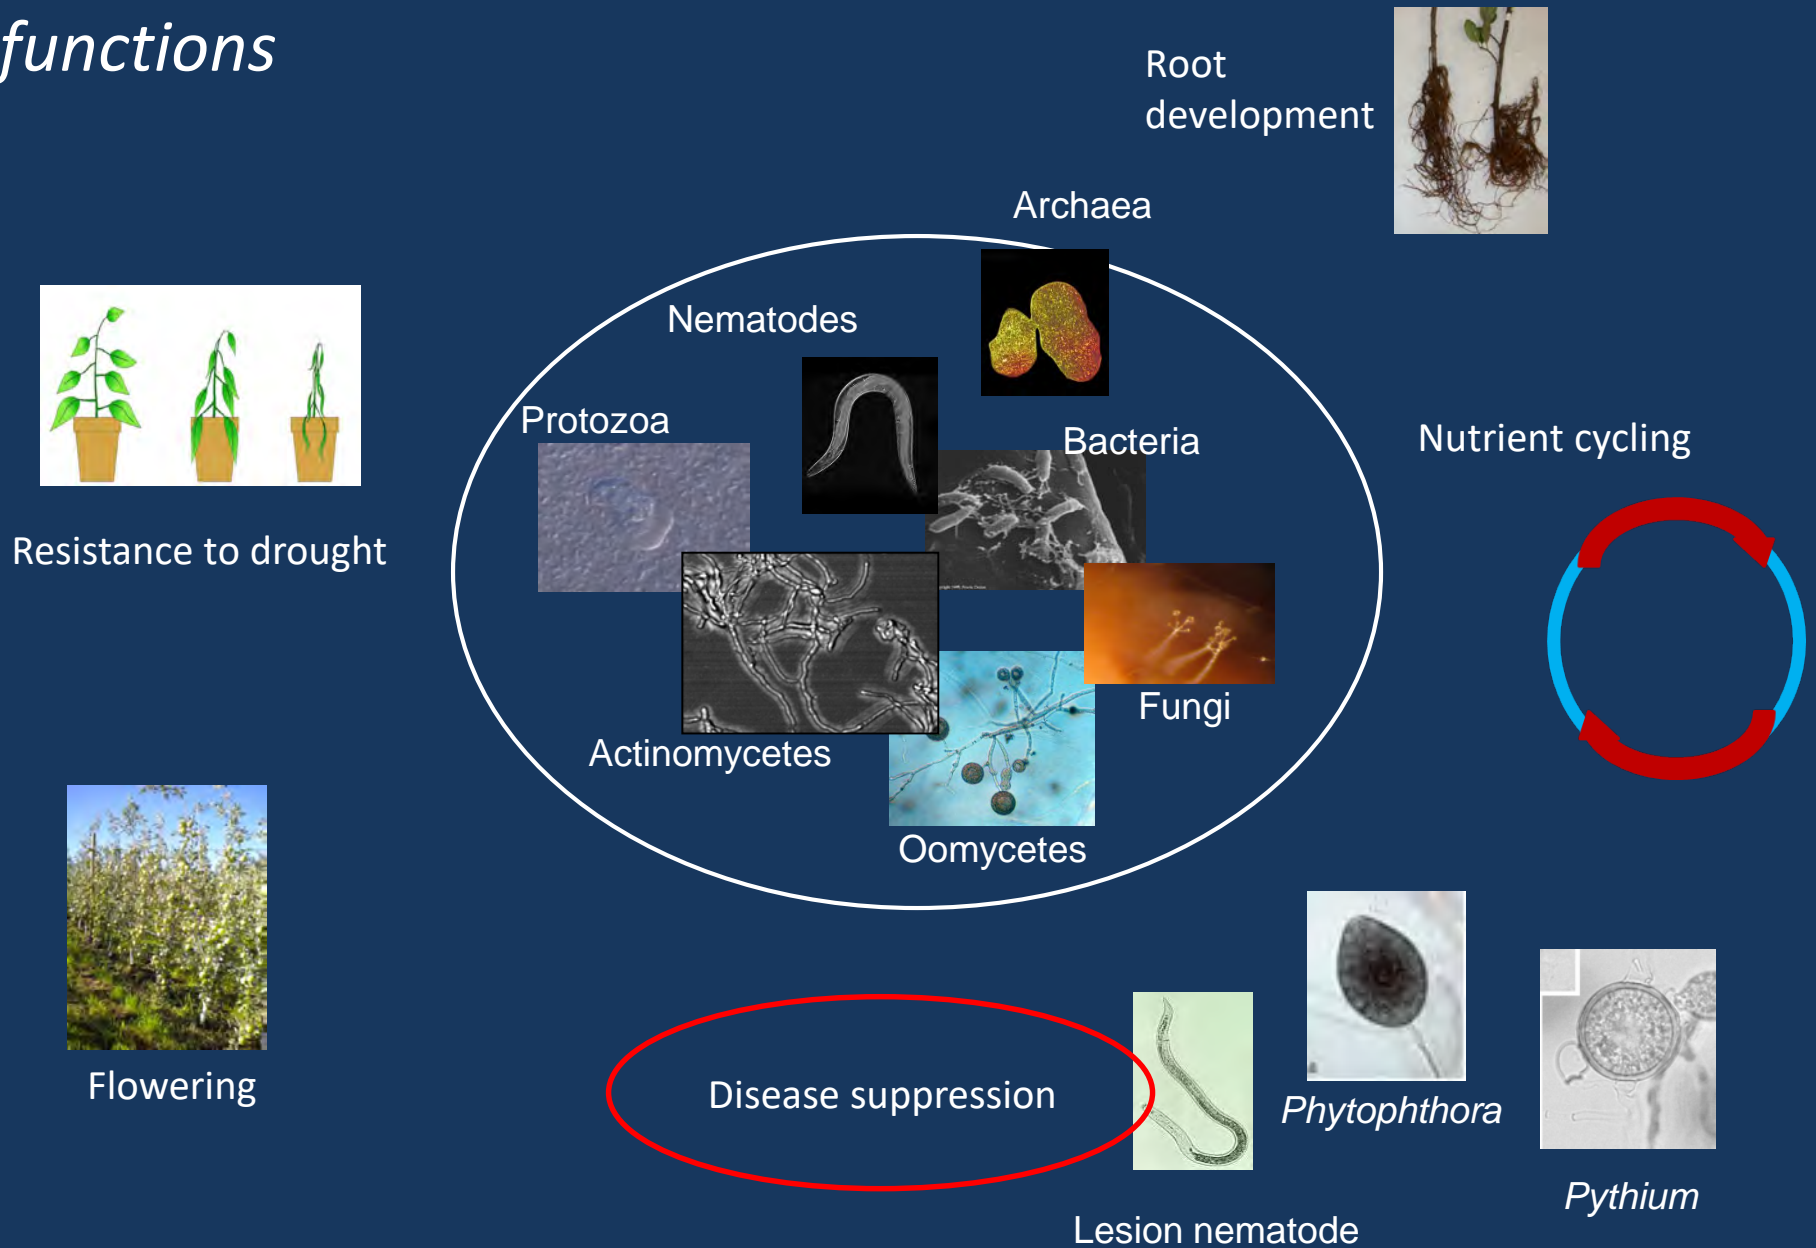 functions
Root
development
Archaea
Nematodes
Protozoa
Bacteria
Nutrient cycling
Resistance to drought
Fungi
Actinomycetes
Oomycetes
Flowering
Disease suppression
Phytophthora
Pythium
Lesion nematode